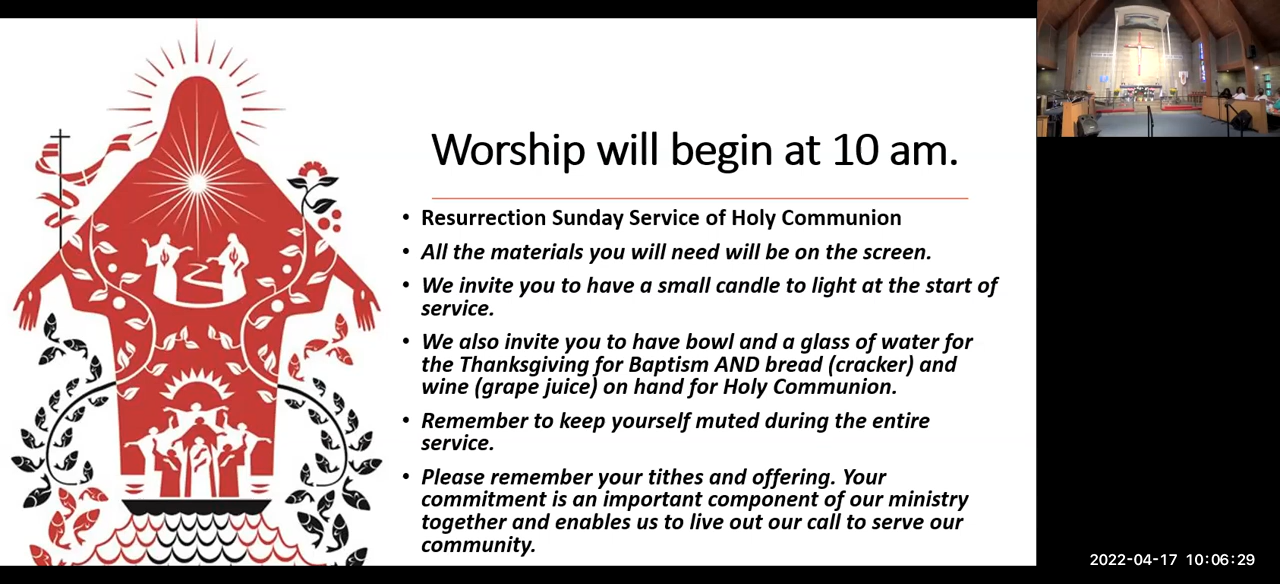 Worship will begin at 10 am.
• Resurrection Sunday Service of Holy Communion
• All the materials you will need will be on the screen.
• We invite you to have a small candle to light at the start of
service.
• We also invite you to have bowl and a glass of water for
the Thanksgiving for Baptism AND bread (cracker) and
wine (grape juice) on hand for Holy Communion.
• Remember to keep yourself muted during the entire
service.
• Please remember your tithes and offering. Your
commitment is an important component of our ministry
together and enables us to live out our call to serve our
community.
2022-04-17 10:06:29